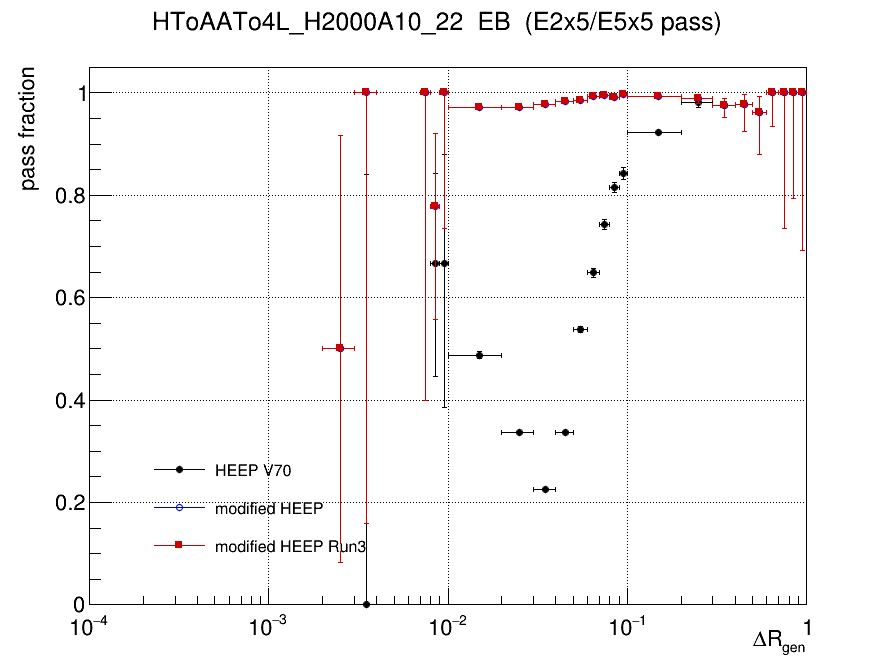 HToAATo4L_H2000A10_22 EB (E2x5/E5x5 pass)
pass fraction
1
0.8
0.6
0.4
0.2
0
HEEP V70
modified HEEP
modified HEEP Run3
10⁻⁴ 10⁻³ 10⁻² 10⁻¹ 1
ΔR_gen